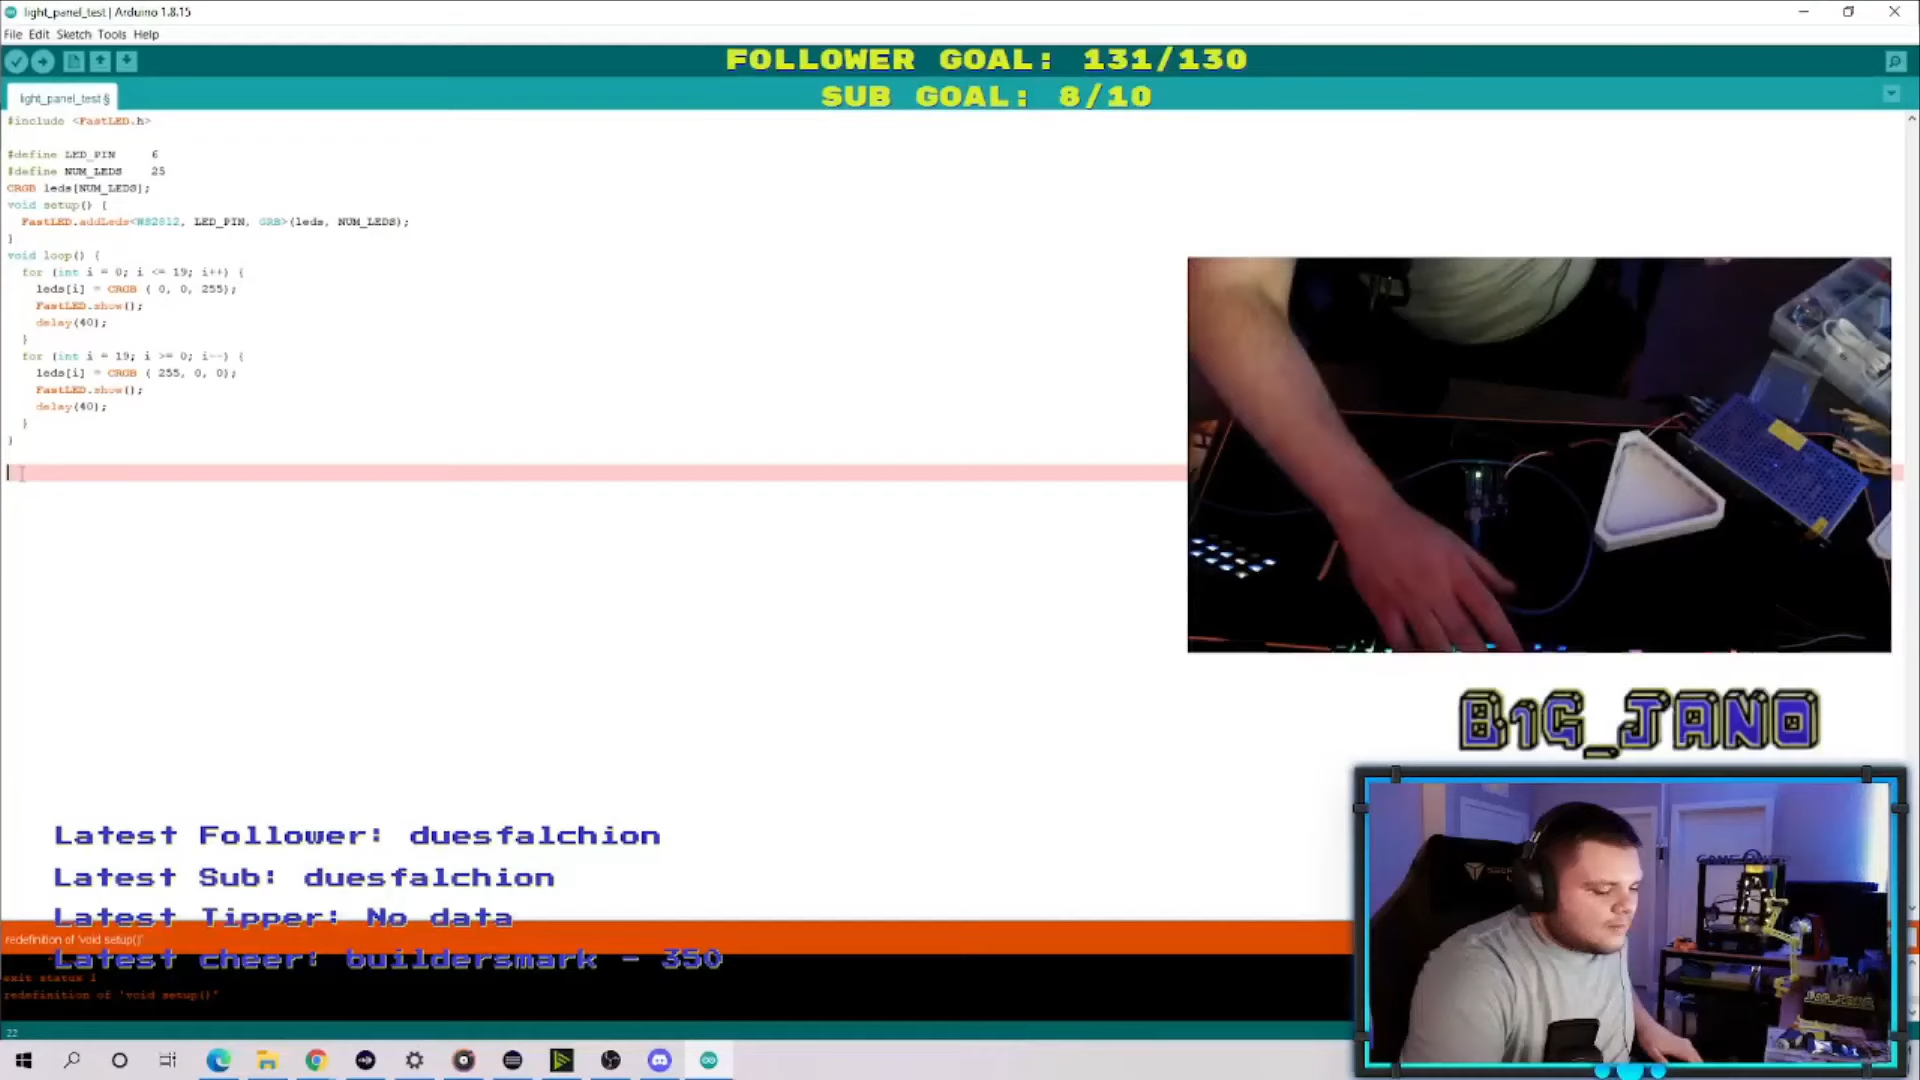 light_panel_test | Arduino 1.8.15
File Edit Sketch Tools Help
FOLLOWER GOAL: 131/130
SUB GOAL: 8/10
light_panel_test §
#include <FastLED.h>
#define LED_PIN 6
#define NUM_LEDS 25
CRGB leds[NUM_LEDS];
void setup() {
FastLED.addLeds<WS2812, LED_PIN, GRB>(leds, NUM_LEDS);
}
void loop() {
for (int i = 0; i <= 19; i++) {
leds[i] = CRGB ( 0, 0, 255);
FastLED.show();
delay(40);
}
for (int i = 19; i >= 0; i--) {
leds[i] = CRGB ( 255, 0, 0);
FastLED.show();
delay(40);
}
}
B1G_JANO
Latest Follower: duesfalchion
Latest Sub: duesfalchion
Latest Tipper: No data
redefinition of 'void setup()'
Latest cheer: buildersmark - 350
exit status 1
redefinition of 'void setup()'
22